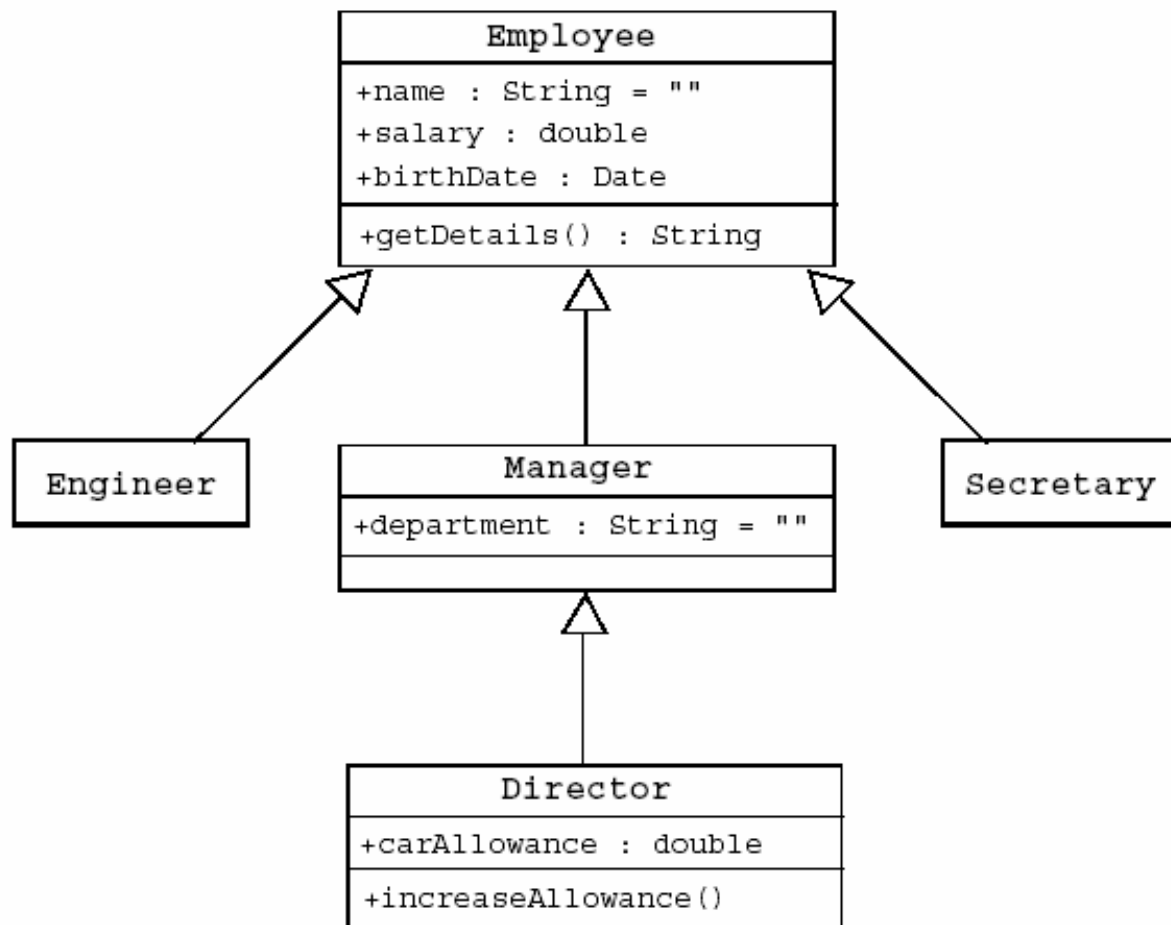 Employee
+name : String = ""
+salary : double
+birthDate : Date
+getDetails() : String
Engineer
Manager
Secretary
+department : String = ""
Director
+carAllowance : double
+increaseAllowance()